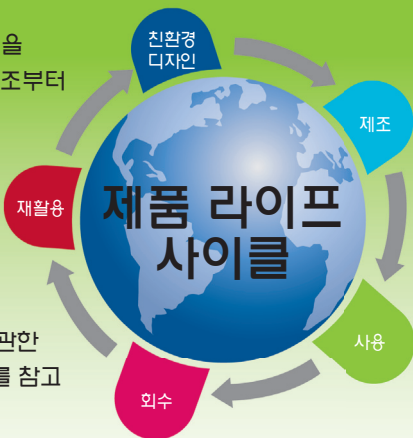 을
조부터
친환경
디자인
제조
재활용
제품 라이프
사이클
사용
관한
를 참고
회수